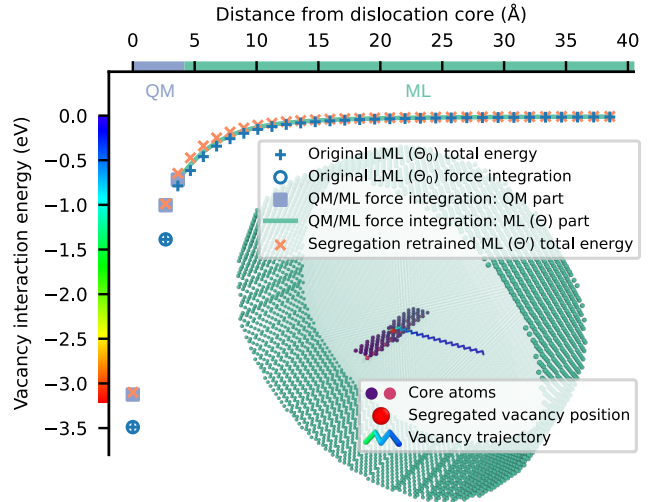 Distance from dislocation core (Å)
0 5 10 15 20 25 30 35 40
QM ML
Vacancy interaction energy (eV)
0.0
−0.5
−1.0
−1.5
−2.0
−2.5
−3.0
−3.5
Original LML (Θ₀) total energy
Original LML (Θ₀) force integration
QM/ML force integration: QM part
QM/ML force integration: ML (Θ) part
Segregation retrained ML (Θ′) total energy
Core atoms
Segregated vacancy position
Vacancy trajectory